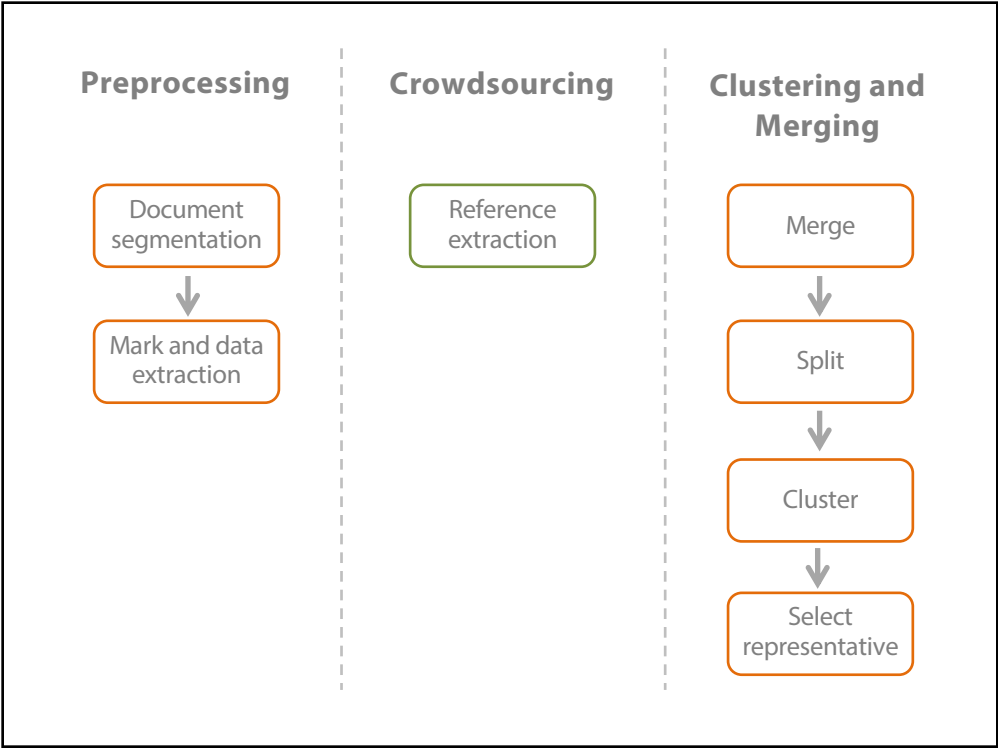 Preprocessing
Document
segmentation
Mark and data
extraction
Crowdsourcing
Reference
extraction
Clustering and
Merging
Merge
Split
Cluster
Select
representative